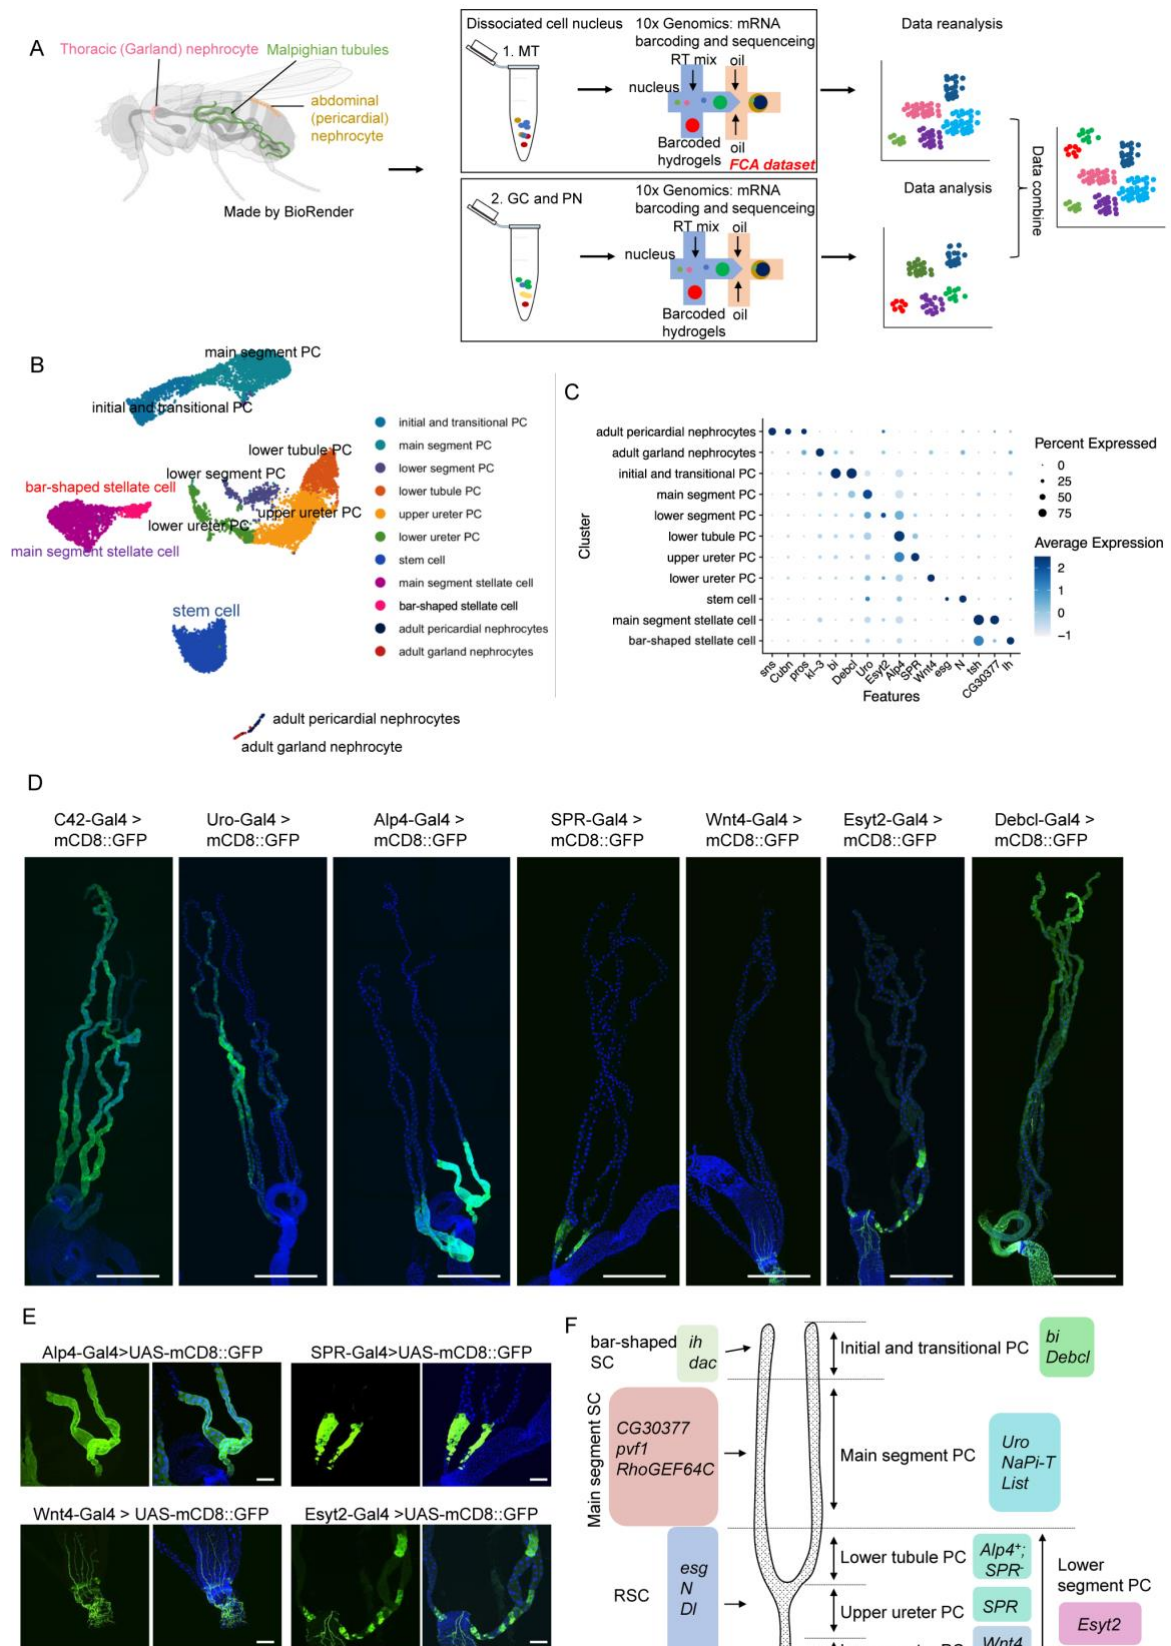 A
Thoracic (Garland) nephrocyte
Malpighian tubules
abdominal
(pericardial)
nephrocyte
Made by BioRender
Dissociated cell nucleus
1. MT
10x Genomics: mRNA
barcoding and sequenceing
RT mix
oil
nucleus
Barcoded
hydrogels
oil
FCA dataset
2. GC and PN
10x Genomics: mRNA
barcoding and sequenceing
RT mix
oil
nucleus
Barcoded
hydrogels
oil
Data reanalysis
Data analysis
Data combine
B
main segment PC
initial and transitional PC
lower tubule PC
lower segment PC
bar-shaped stellate cell
upper ureter PC
lower ureter PC
main segment stellate cell
stem cell
adult pericardial nephrocytes
adult garland nephrocyte
initial and transitional PC
main segment PC
lower segment PC
lower tubule PC
upper ureter PC
lower ureter PC
stem cell
main segment stellate cell
bar-shaped stellate cell
adult pericardial nephrocytes
adult garland nephrocytes
C
Cluster
adult pericardial nephrocytes
adult garland nephrocytes
initial and transitional PC
main segment PC
lower segment PC
lower tubule PC
upper ureter PC
lower ureter PC
stem cell
main segment stellate cell
bar-shaped stellate cell
sns
Cubn
pros
kl-3
bi
Debcl
Uro
Esyt2
Alp4
SPR
Wnt4
esg
N
tsh
CG30377
Ih
Features
Percent Expressed
0
25
50
75
Average Expression
2
1
0
−1
D
C42-Gal4 >
mCD8::GFP
Uro-Gal4 >
mCD8::GFP
Alp4-Gal4 >
mCD8::GFP
SPR-Gal4 >
mCD8::GFP
Wnt4-Gal4 >
mCD8::GFP
Esyt2-Gal4 >
mCD8::GFP
Debcl-Gal4 >
mCD8::GFP
E
Alp4-Gal4>UAS-mCD8::GFP
SPR-Gal4>UAS-mCD8::GFP
Wnt4-Gal4 > UAS-mCD8::GFP
Esyt2-Gal4 >UAS-mCD8::GFP
F
bar-shaped
SC
ih
dac
Initial and transitional PC
bi
Debcl
Main segment SC
CG30377
pvf1
RhoGEF64C
Main segment PC
Uro
NaPi-T
List
RSC
esg
N
Dl
Lower tubule PC
Alp4⁺;
SPR⁻
Upper ureter PC
SPR
Wnt4
Lower
segment PC
Esyt2